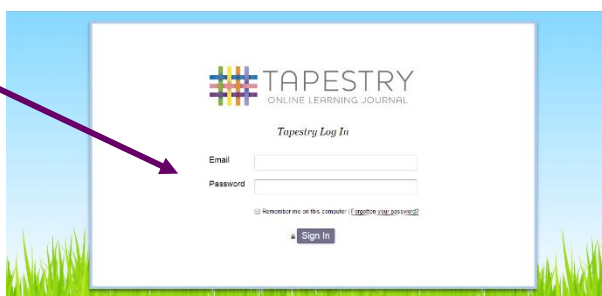 TAPESTRY
ONLINE LEARNING JOURNAL
Tapestry Log In
Email
Password
Remember me on this computer | Forgotten your password?
Sign In